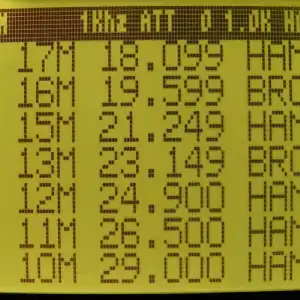 1Khz ATT 0 1.0K
17M 18.099 HAM
16M 19.599 BRO
15M 21.249 HAM
13M 23.149 BRO
12M 24.900 HAM
11M 26.500 HAM
10M 29.000 HAM